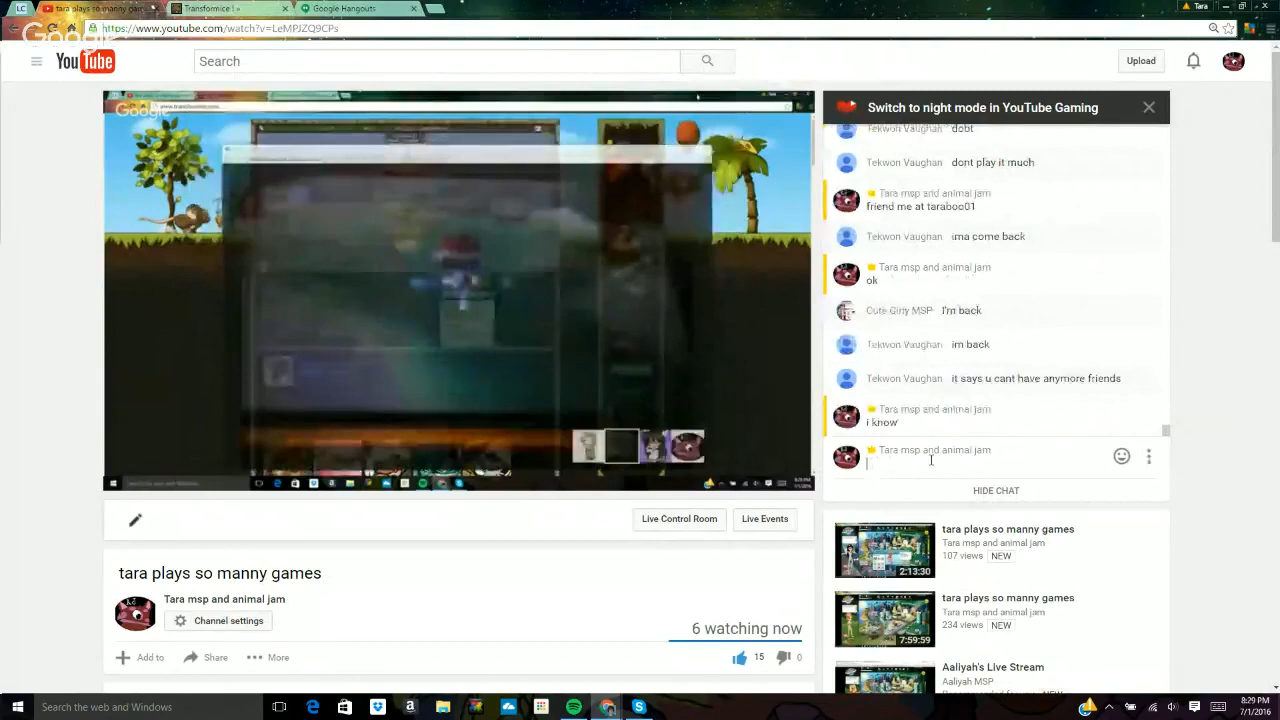 tara plays so manny gam
Transformice ! »
Google Hangouts
Tara
https://www.youtube.com/watch?v=LeMPJZQ9CPs
Google
YouTube
Search
Upload
Google
Switch to night mode in YouTube Gaming
Tekwon Vaughan dobt
Tekwon Vaughan dont play it much
Tara msp and animal jam
friend me at taraboo01
Tekwon Vaughan ima come back
Tara msp and animal jam
ok
Cute Girly MSP I'm back
Tekwon Vaughan im back
Tekwon Vaughan it says u cant have anymore friends
Tara msp and animal jam
i know
Tara msp and animal jam
HIDE CHAT
Live Control Room
Live Events
tara plays so manny games
Tara msp and animal jam
Channel settings
6 watching now
Add to
Share
More
15
0
tara plays so manny games
Tara msp and animal jam
107 views NEW
2:13:30
tara plays so manny games
Tara msp and animal jam
234 views NEW
7:59:59
Aaliyah's Live Stream
Aaliyah MSP
Search the web and Windows
8:29 PM
7/1/2016